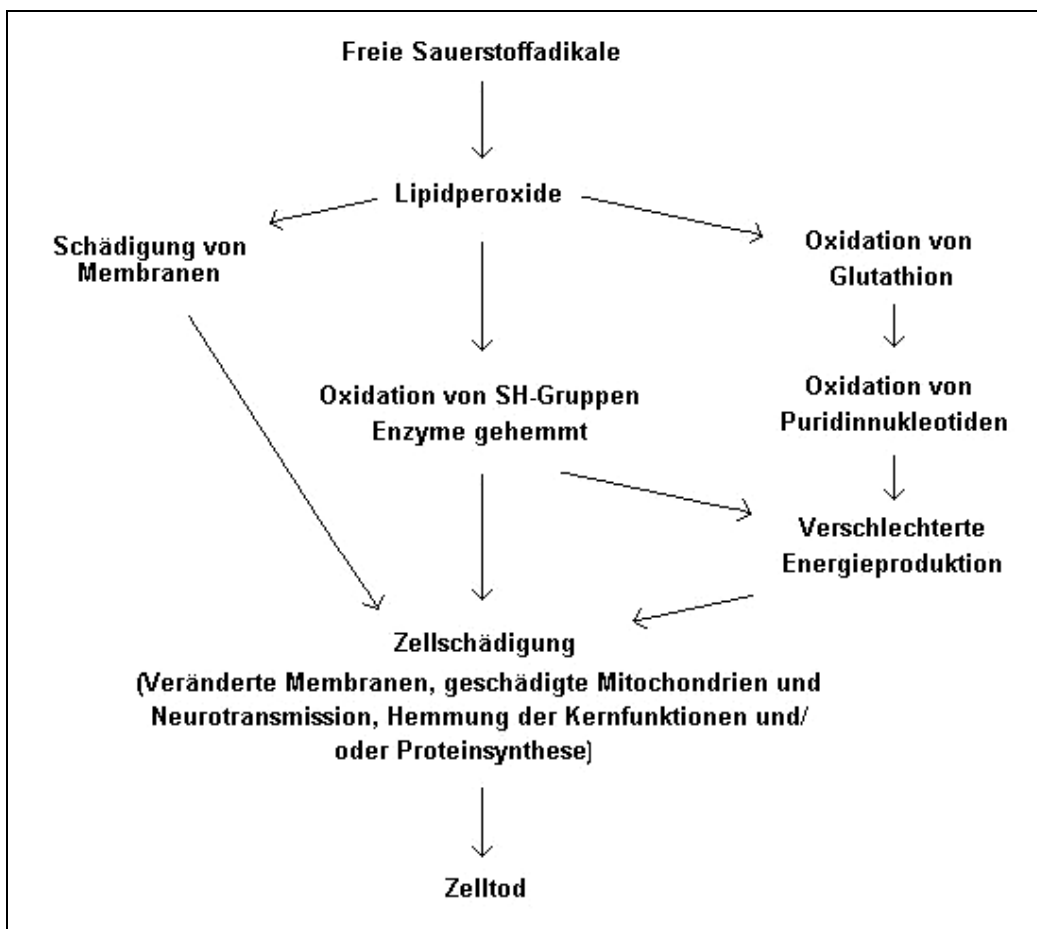 Freie Sauerstoffadikale
Lipidperoxide
Schädigung von
Membranen
Oxidation von
Glutathion
Oxidation von SH-Gruppen
Enzyme gehemmt
Oxidation von
Puridinnukleotiden
Verschlechterte
Energieproduktion
Zellschädigung
(Veränderte Membranen, geschädigte Mitochondrien und
Neurotransmission, Hemmung der Kernfunktionen und/
oder Proteinsynthese)
Zelltod